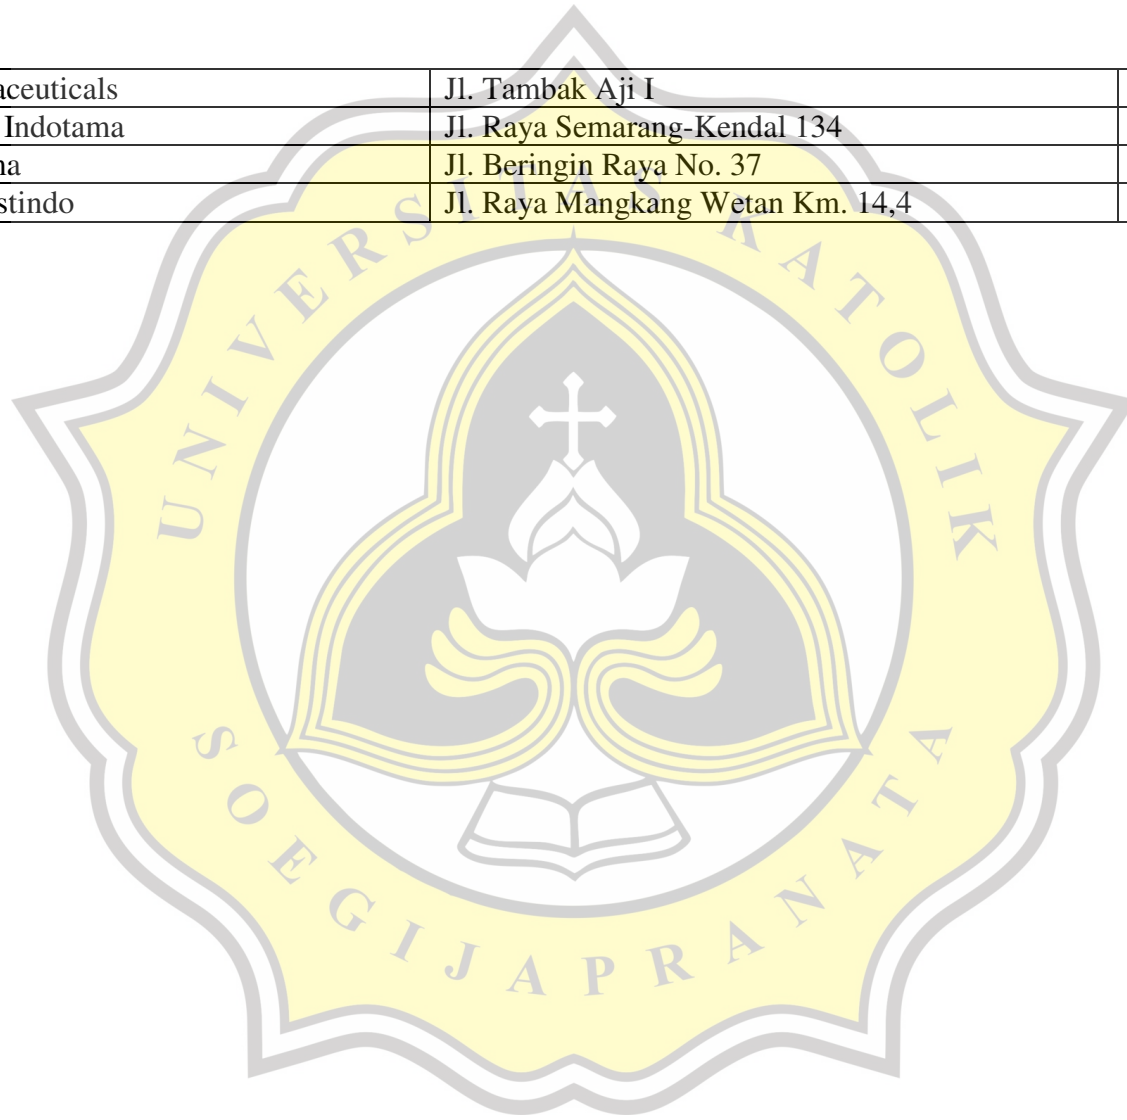 aceuticals Jl. Tambak Aji I
Indotama Jl. Raya Semarang-Kendal 134
na Jl. Beringin Raya No. 37
stindo Jl. Raya Mangkang Wetan Km. 14,4
UNIVERSITAS KATOLIK
SOEGIJAPRANATA